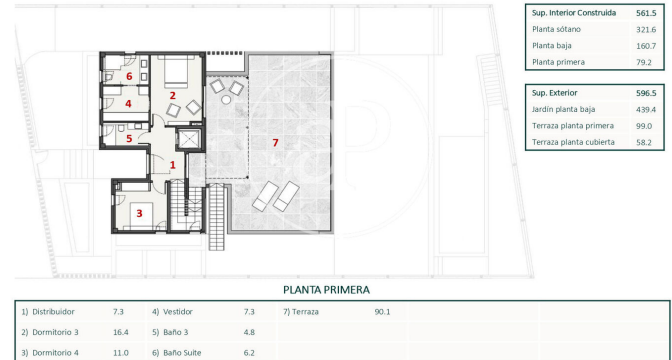 Sup. Interior Construida 561.5
Planta sótano 321.6
Planta baja 160.7
Planta primera 79.2
Sup. Exterior 596.5
Jardín planta baja 439.4
Terraza planta primera 99.0
Terraza planta cubierta 58.2
6
4
2
5
7
1
3
PLANTA PRIMERA
1) Distribuidor 7.3 4) Vestidor 7.3 7) Terraza 90.1
2) Dormitorio 3 16.4 5) Baño 3 4.8
3) Dormitorio 4 11.0 6) Baño Suite 6.2